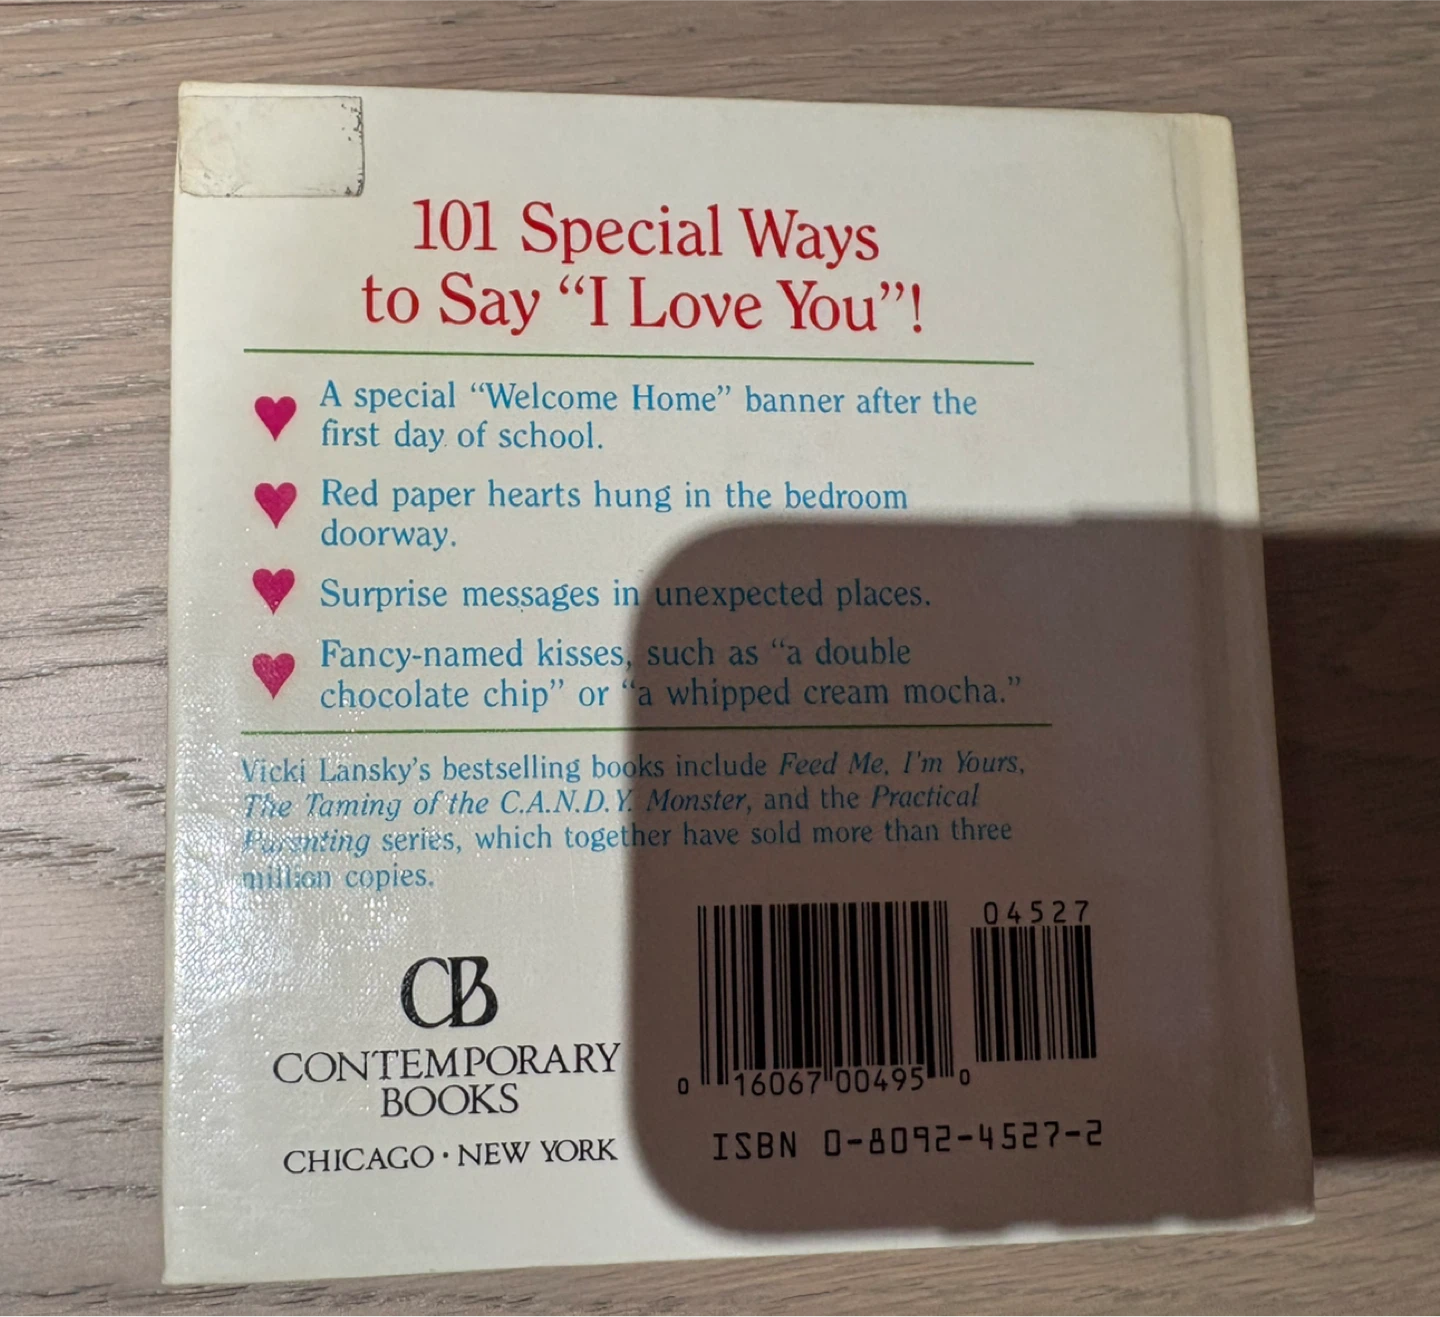 101 Special Ways
to Say “I Love You”!
A special “Welcome Home” banner after the
first day of school.
Red paper hearts hung in the bedroom
doorway.
Surprise messages in unexpected places.
Fancy-named kisses, such as “a double
chocolate chip” or “a whipped cream mocha.”
Vicki Lansky’s bestselling books include Feed Me, I’m Yours,
The Taming of the C.A.N.D.Y. Monster, and the Practical
Parenting series, which together have sold more than three
million copies.
CB
CONTEMPORARY
BOOKS
CHICAGO · NEW YORK
04527
0 16067 00495 0
ISBN 0-8092-4527-2